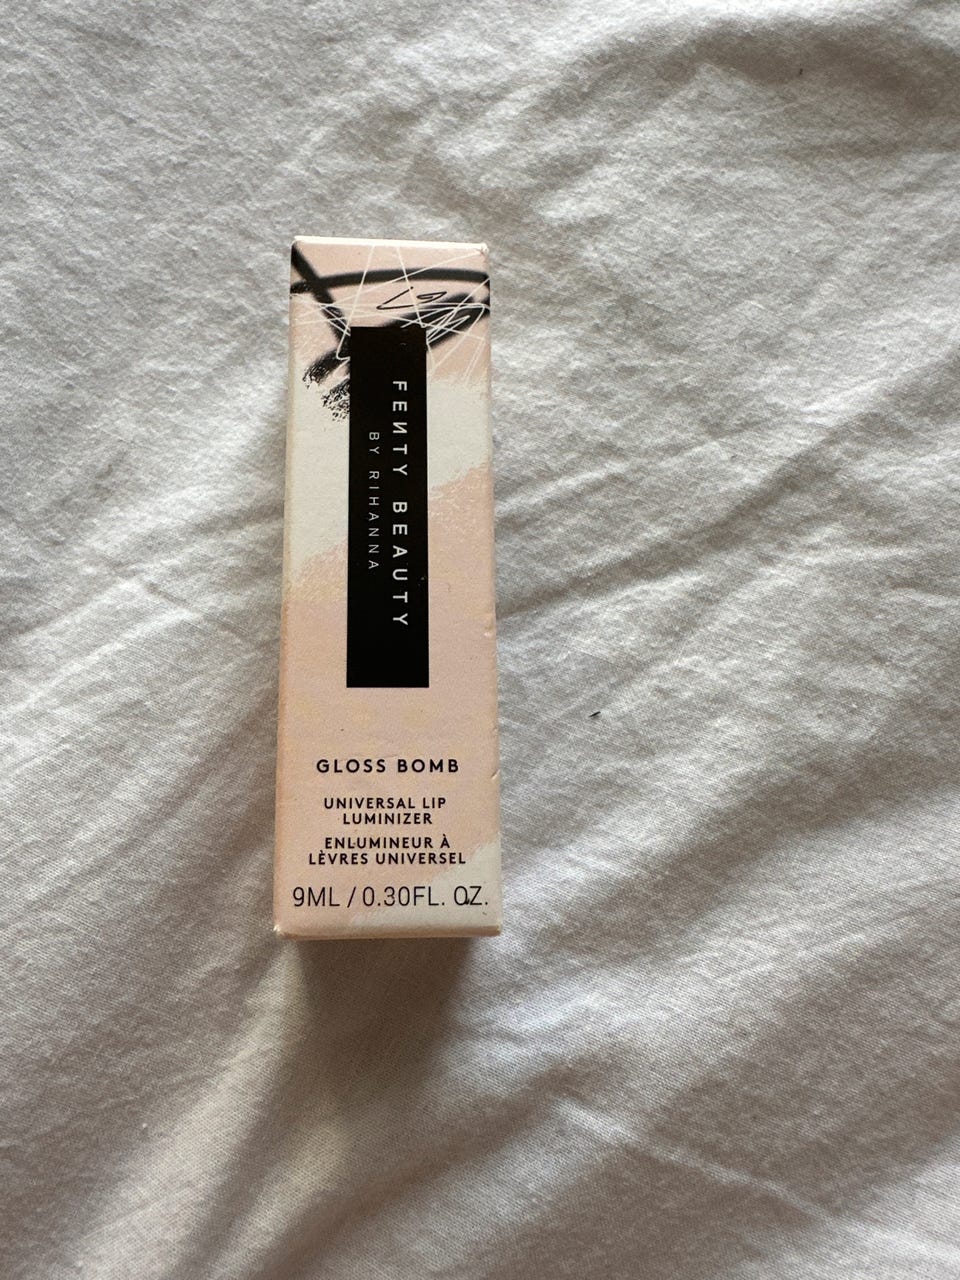 FENTY BEAUTY
BY RIHANNA
GLOSS BOMB
UNIVERSAL LIP
LUMINIZER
ENLUMINEUR À
LÈVRES UNIVERSEL
9ML / 0.30FL. OZ.